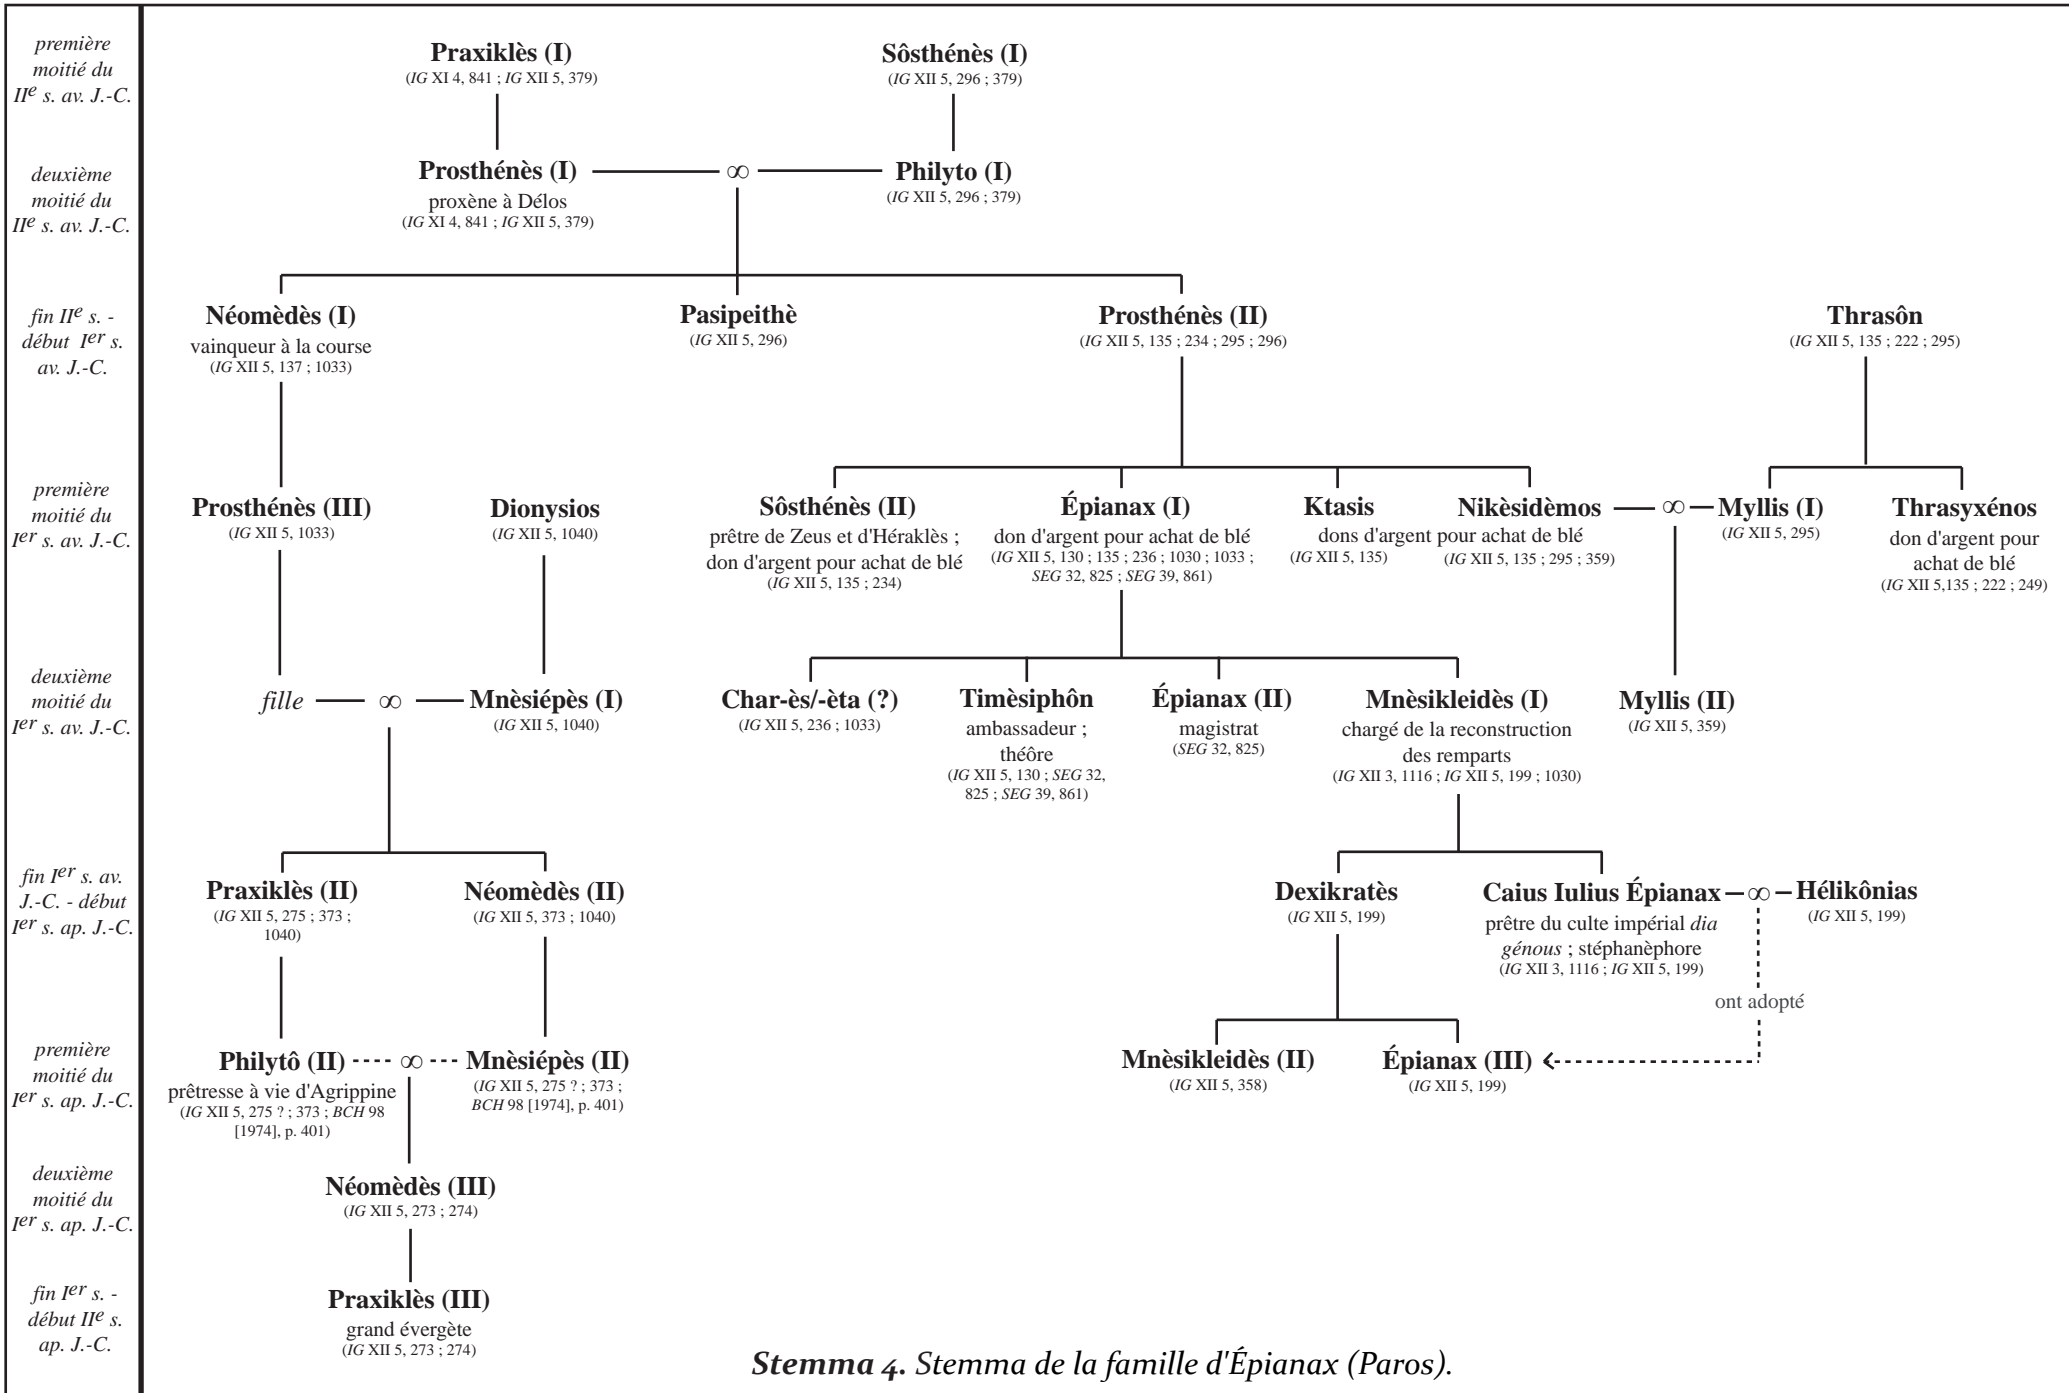 première
moitié du
IIe s. av. J.-C.
Praxiklès (I)
(IG XI 4, 841 ; IG XII 5, 379)
Sôsthénès (I)
(IG XII 5, 296 ; 379)
deuxième
moitié du
IIe s. av. J.-C.
Prosthénès (I)
proxène à Délos
(IG XI 4, 841 ; IG XII 5, 379)
∞
Philyto (I)
(IG XII 5, 296 ; 379)
fin IIe s. -
début Ier s.
av. J.-C.
Néomèdès (I)
vainqueur à la course
(IG XII 5, 137 ; 1033)
Pasipeithè
(IG XII 5, 296)
Prosthénès (II)
(IG XII 5, 135 ; 234 ; 295 ; 296)
Thrasôn
(IG XII 5, 135 ; 222 ; 295)
première
moitié du
Ier s. av. J.-C.
Prosthénès (III)
(IG XII 5, 1033)
Dionysios
(IG XII 5, 1040)
Sôsthénès (II)
prêtre de Zeus et d'Héraklès ;
don d'argent pour achat de blé
(IG XII 5, 135 ; 234)
Épianax (I)
don d'argent pour achat de blé
(IG XII 5, 130 ; 135 ; 236 ; 1030 ; 1033 ;
SEG 32, 825 ; SEG 39, 861)
Ktasis
Nikèsidèmos
dons d'argent pour achat de blé
(IG XII 5, 135)
(IG XII 5, 135 ; 295 ; 359)
∞
Myllis (I)
(IG XII 5, 295)
Thrasyxénos
don d'argent pour
achat de blé
(IG XII 5,135 ; 222 ; 249)
deuxième
moitié du
Ier s. av. J.-C.
fille
∞
Mnèsiépès (I)
(IG XII 5, 1040)
Char-ès/-èta (?)
(IG XII 5, 236 ; 1033)
Timèsiphôn
ambassadeur ;
théôre
(IG XII 5, 130 ; SEG 32,
825 ; SEG 39, 861)
Épianax (II)
magistrat
(SEG 32, 825)
Mnèsikleidès (I)
chargé de la reconstruction
des remparts
(IG XII 3, 1116 ; IG XII 5, 199 ; 1030)
Myllis (II)
(IG XII 5, 359)
fin Ier s. av.
J.-C. - début
Ier s. ap. J.-C.
Praxiklès (II)
(IG XII 5, 275 ; 373 ;
1040)
Néomèdès (II)
(IG XII 5, 373 ; 1040)
Dexikratès
(IG XII 5, 199)
Caius Iulius Épianax
prêtre du culte impérial dia
génous ; stéphanèphore
(IG XII 3, 1116 ; IG XII 5, 199)
∞
Hélikônias
(IG XII 5, 199)
ont adopté
première
moitié du
Ier s. ap. J.-C.
Philytô (II)
prêtresse à vie d'Agrippine
(IG XII 5, 275 ? ; 373 ; BCH 98
[1974], p. 401)
∞
Mnèsiépès (II)
(IG XII 5, 275 ? ; 373 ;
BCH 98 [1974], p. 401)
Mnèsikleidès (II)
(IG XII 5, 358)
Épianax (III)
(IG XII 5, 199)
deuxième
moitié du
Ier s. ap. J.-C.
Néomèdès (III)
(IG XII 5, 273 ; 274)
fin Ier s. -
début IIe s.
ap. J.-C.
Praxiklès (III)
grand évergète
(IG XII 5, 273 ; 274)
Stemma 4. Stemma de la famille d'Épianax (Paros).